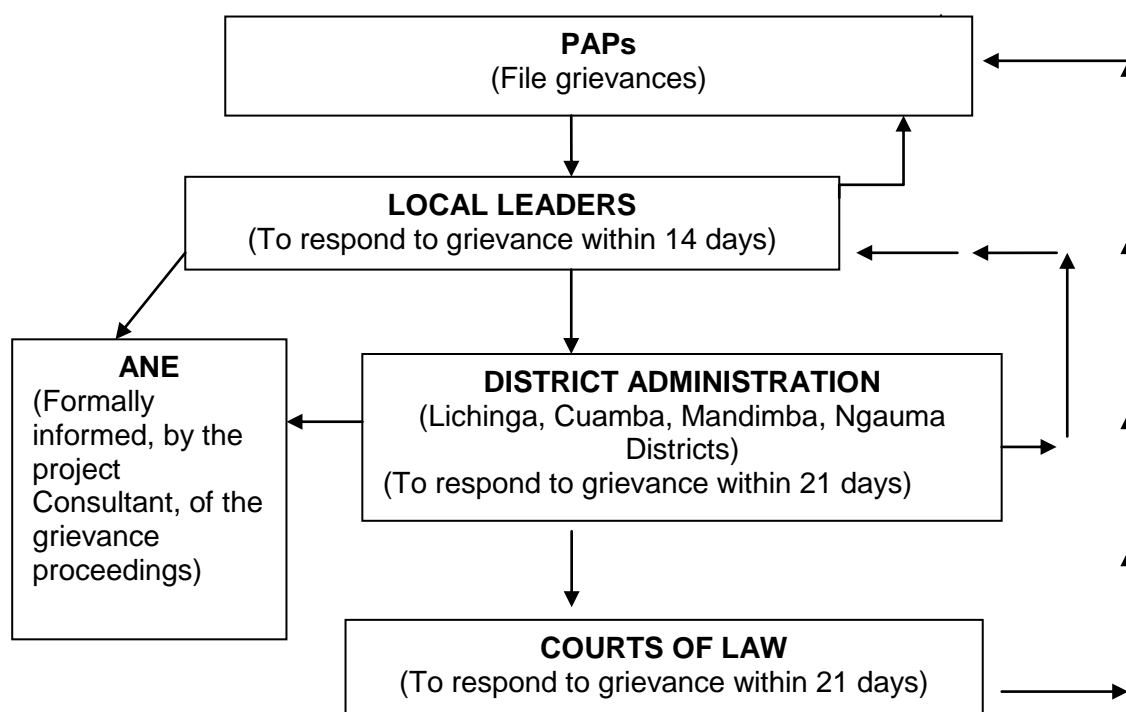 PAPs
(File grievances)
LOCAL LEADERS
(To respond to grievance within 14 days)
ANE
(Formally
informed, by the
project
Consultant, of the
grievance
proceedings)
DISTRICT ADMINISTRATION
(Lichinga, Cuamba, Mandimba, Ngauma
Districts)
(To respond to grievance within 21 days)
COURTS OF LAW
(To respond to grievance within 21 days)